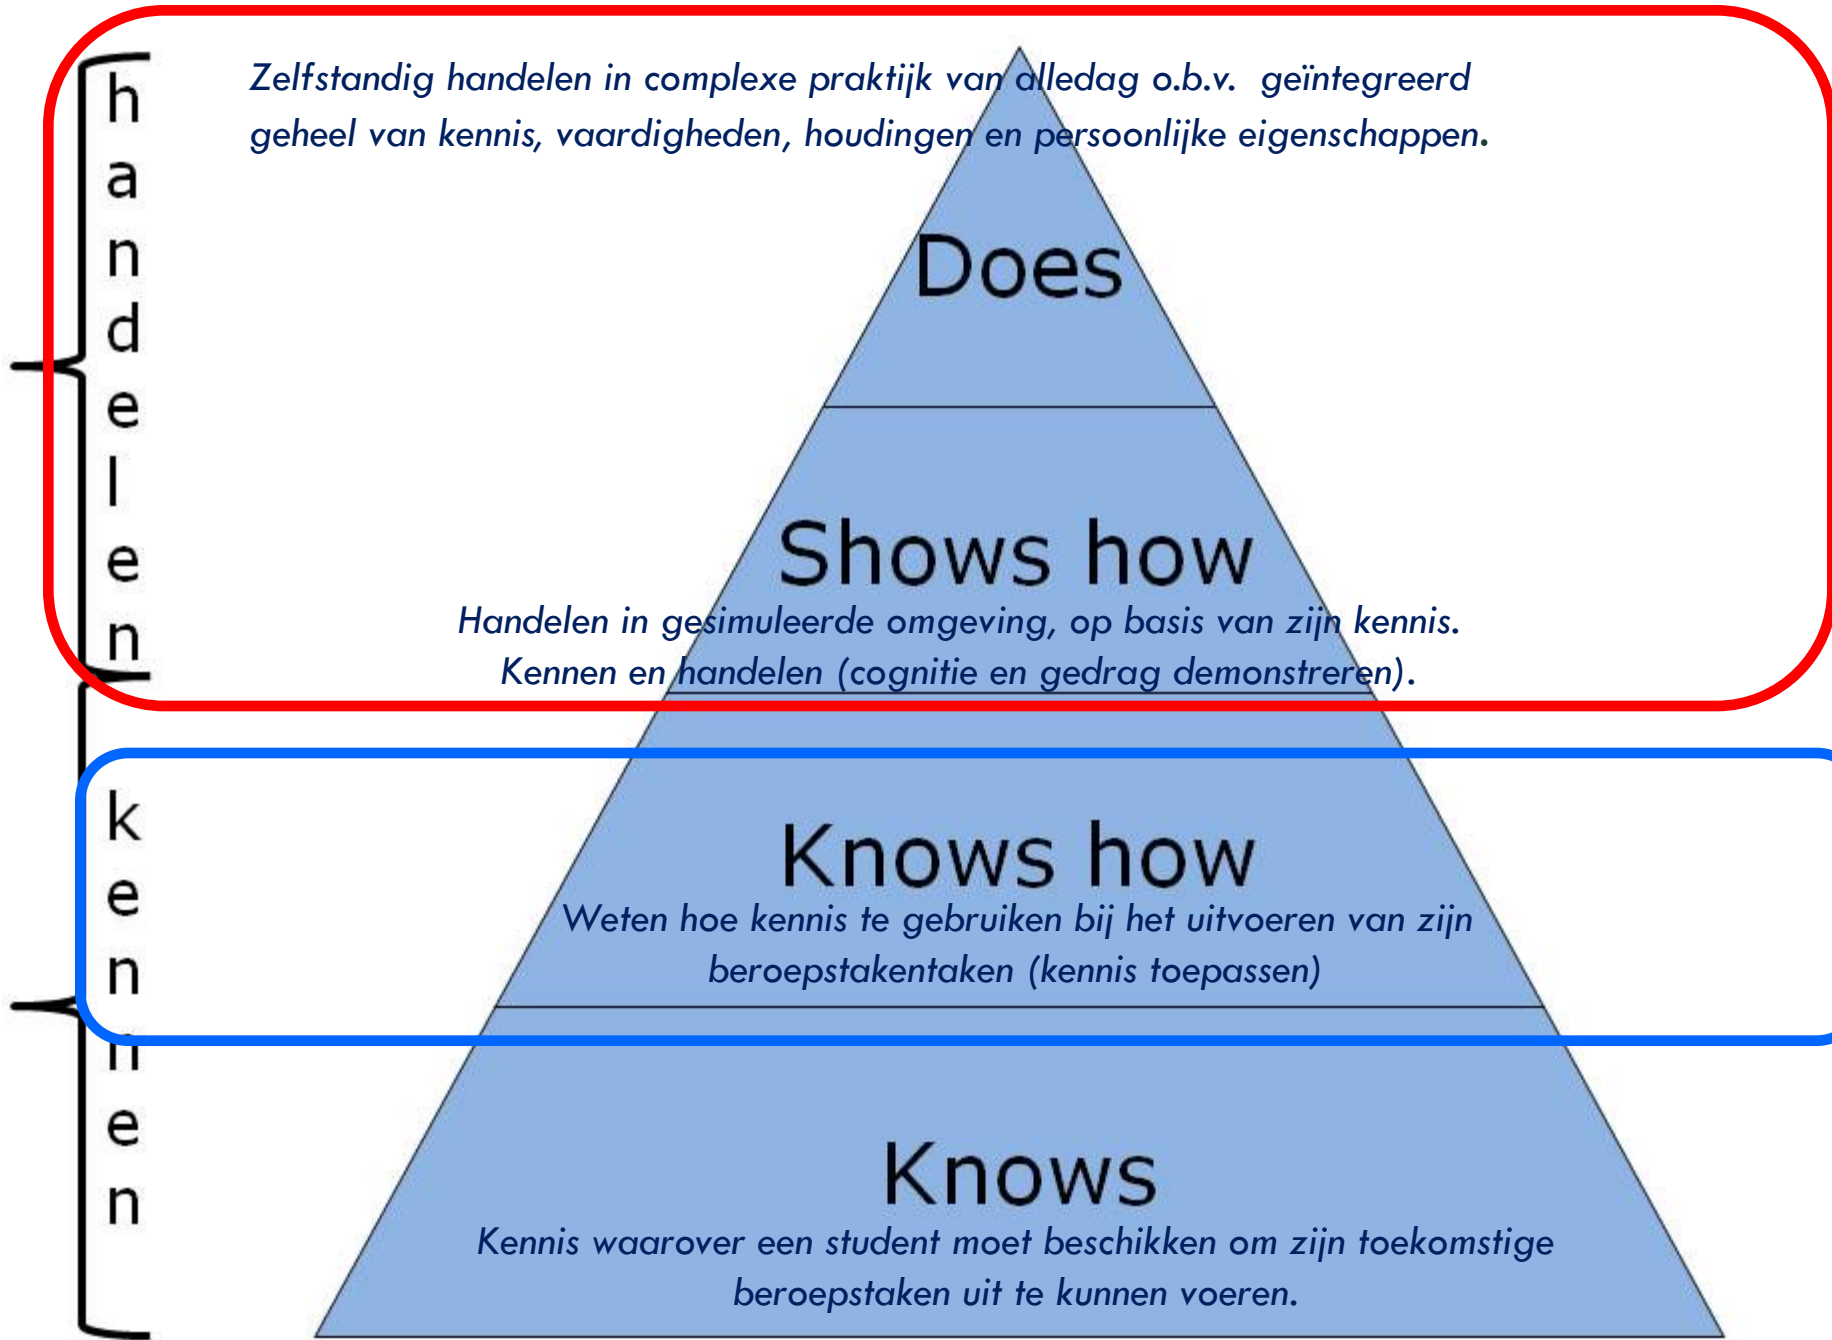 handelen
Zelfstandig handelen in complexe praktijk van alledag o.b.v. geïntegreerd
geheel van kennis, vaardigheden, houdingen en persoonlijke eigenschappen.
Does
Shows how
Handelen in gesimuleerde omgeving, op basis van zijn kennis.
Kennen en handelen (cognitie en gedrag demonstreren).
kennen
Knows how
Weten hoe kennis te gebruiken bij het uitvoeren van zijn
beroepstakentaken (kennis toepassen)
Knows
Kennis waarover een student moet beschikken om zijn toekomstige
beroepstaken uit te kunnen voeren.